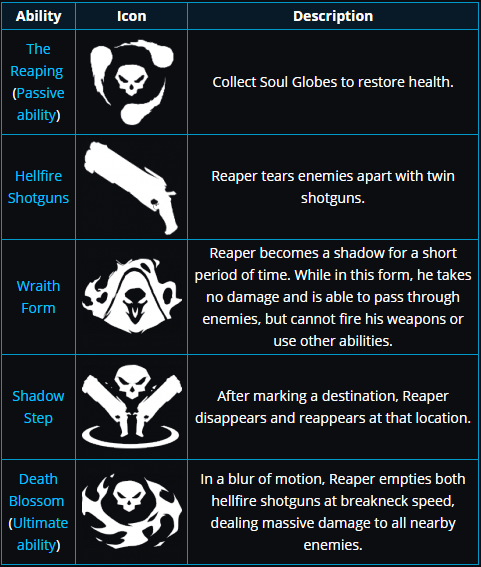 Ability Icon Description
The
Reaping
(Passive
ability)
Collect Soul Globes to restore health.
Hellfire
Shotguns
Reaper tears enemies apart with twin
shotguns.
Wraith
Form
Reaper becomes a shadow for a short
period of time. While in this form, he takes
no damage and is able to pass through
enemies, but cannot fire his weapons or
use other abilities.
Shadow
Step
After marking a destination, Reaper
disappears and reappears at that location.
Death
Blossom
(Ultimate
ability)
In a blur of motion, Reaper empties both
hellfire shotguns at breakneck speed,
dealing massive damage to all nearby
enemies.